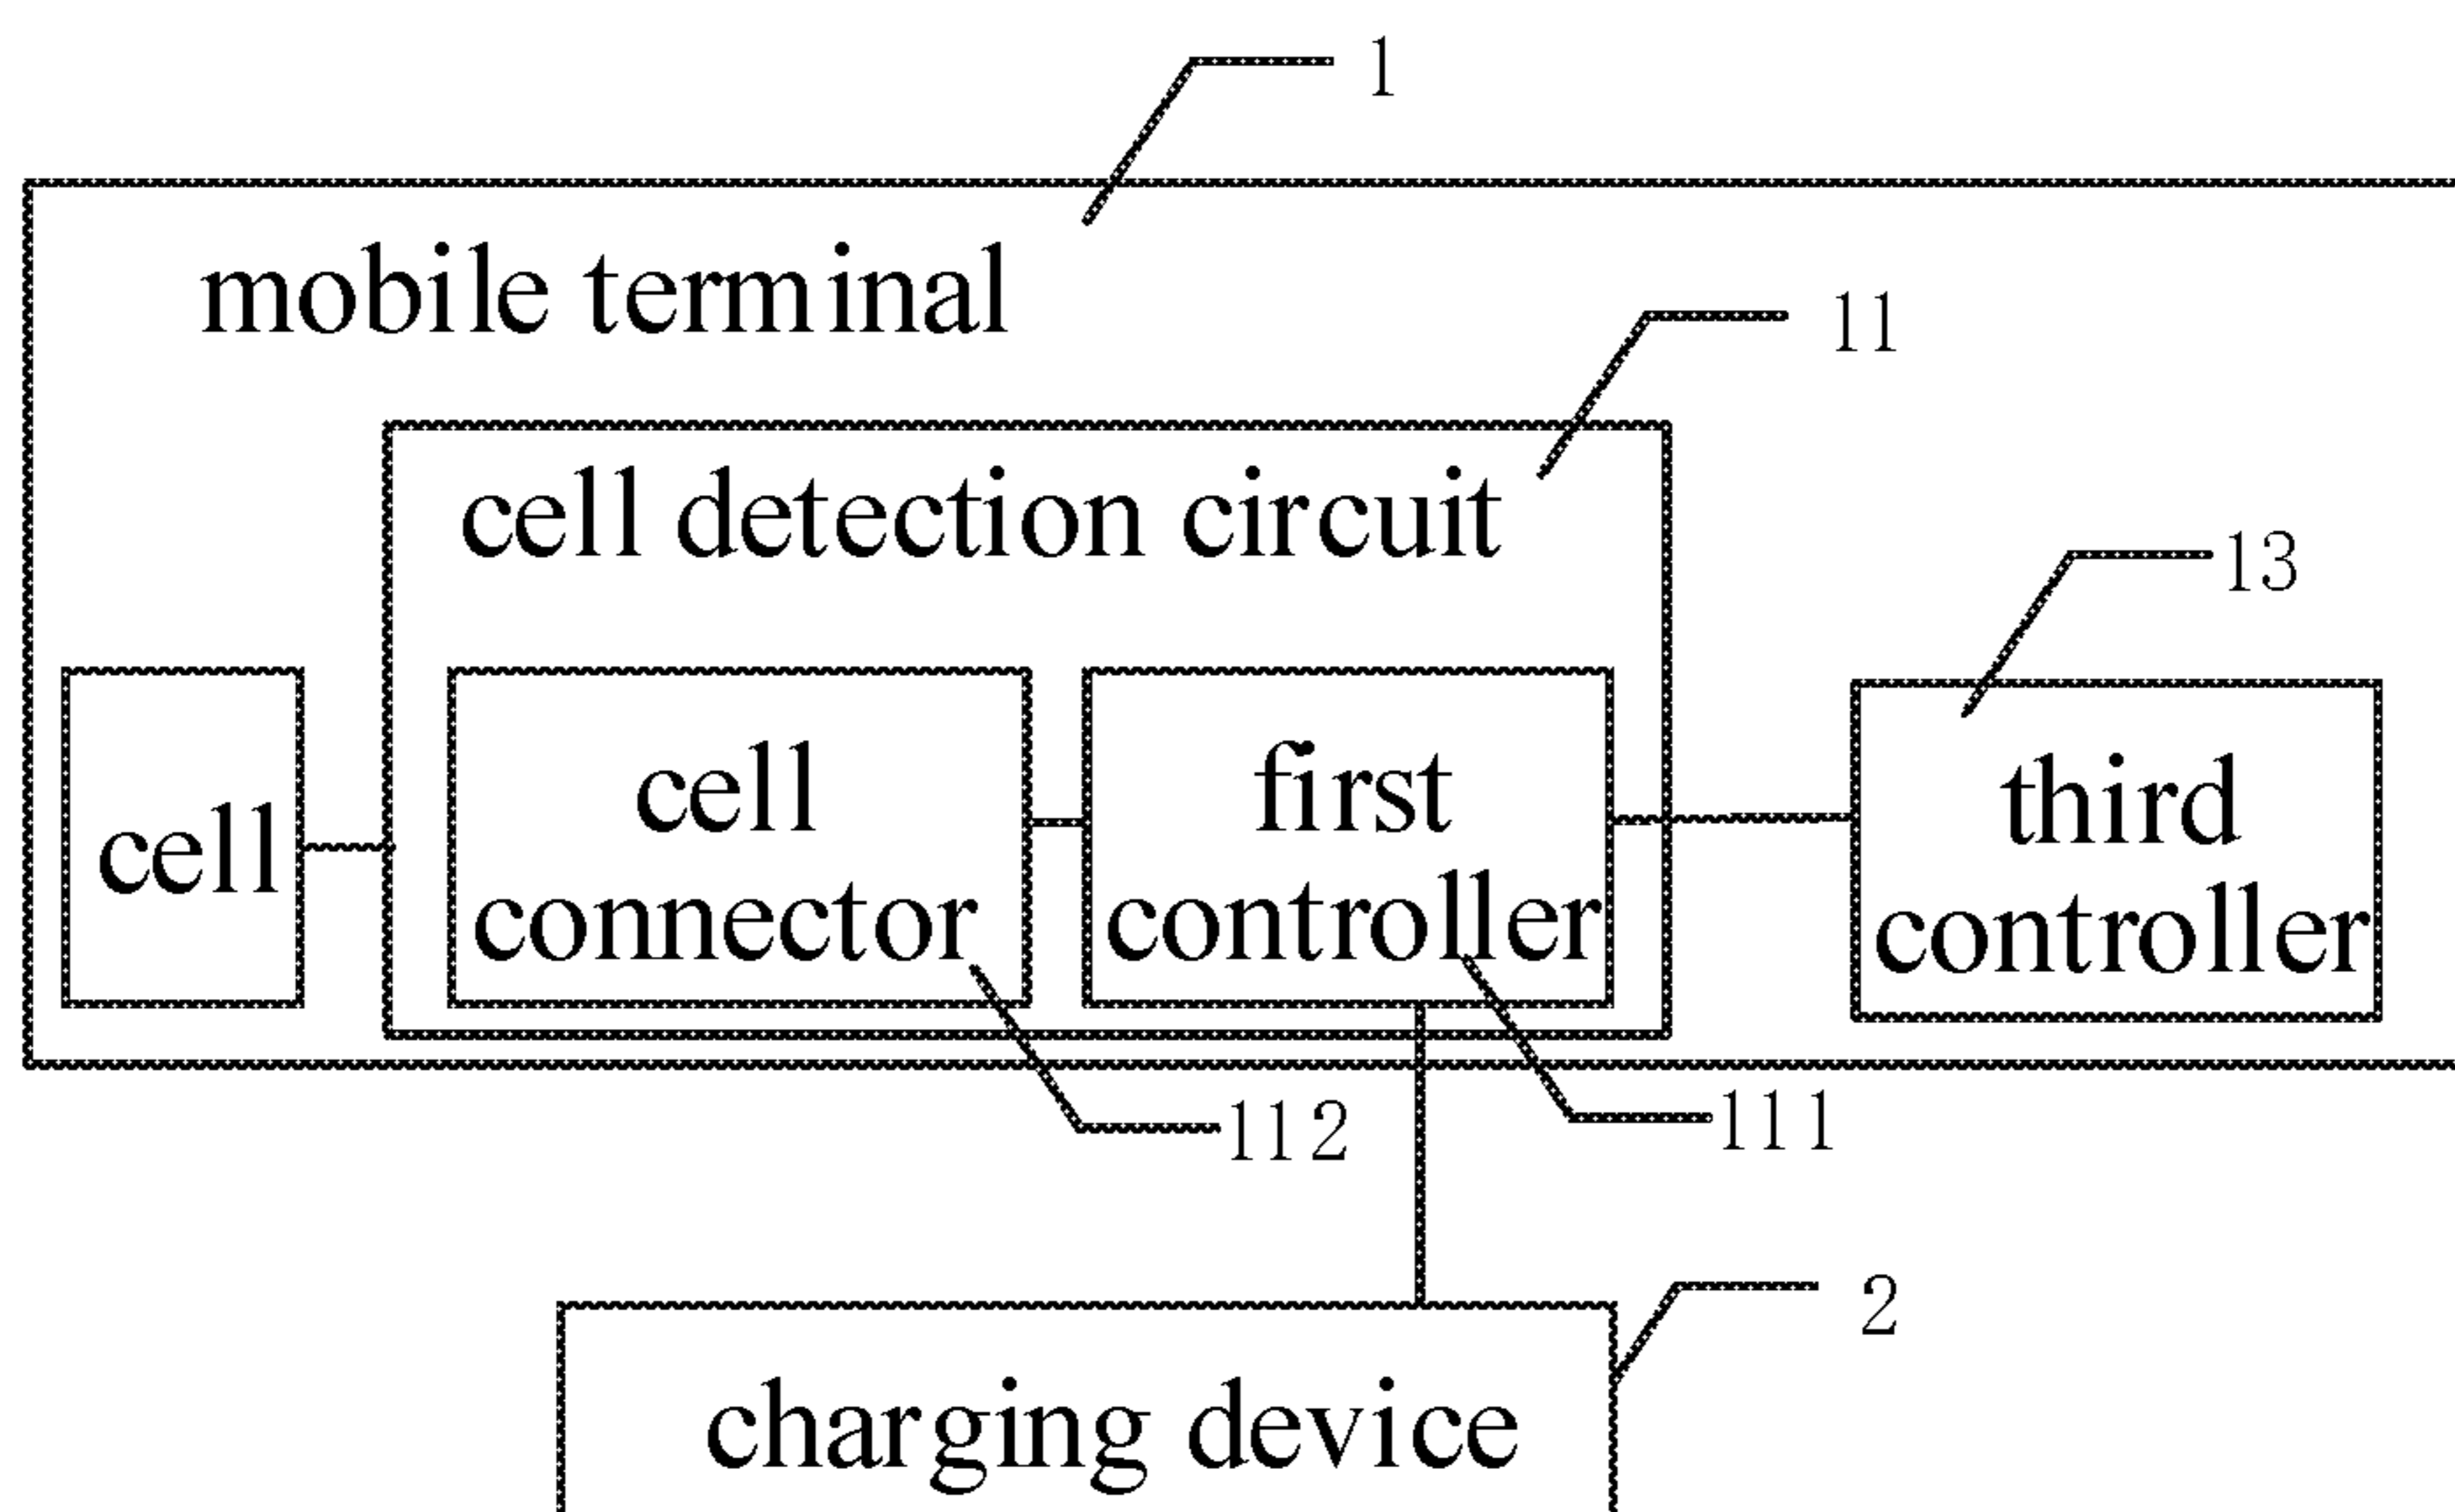 1
mobile terminal
11
cell detection circuit
13
cell
cell
connector
first
controller
third
controller
112
111
2
charging device